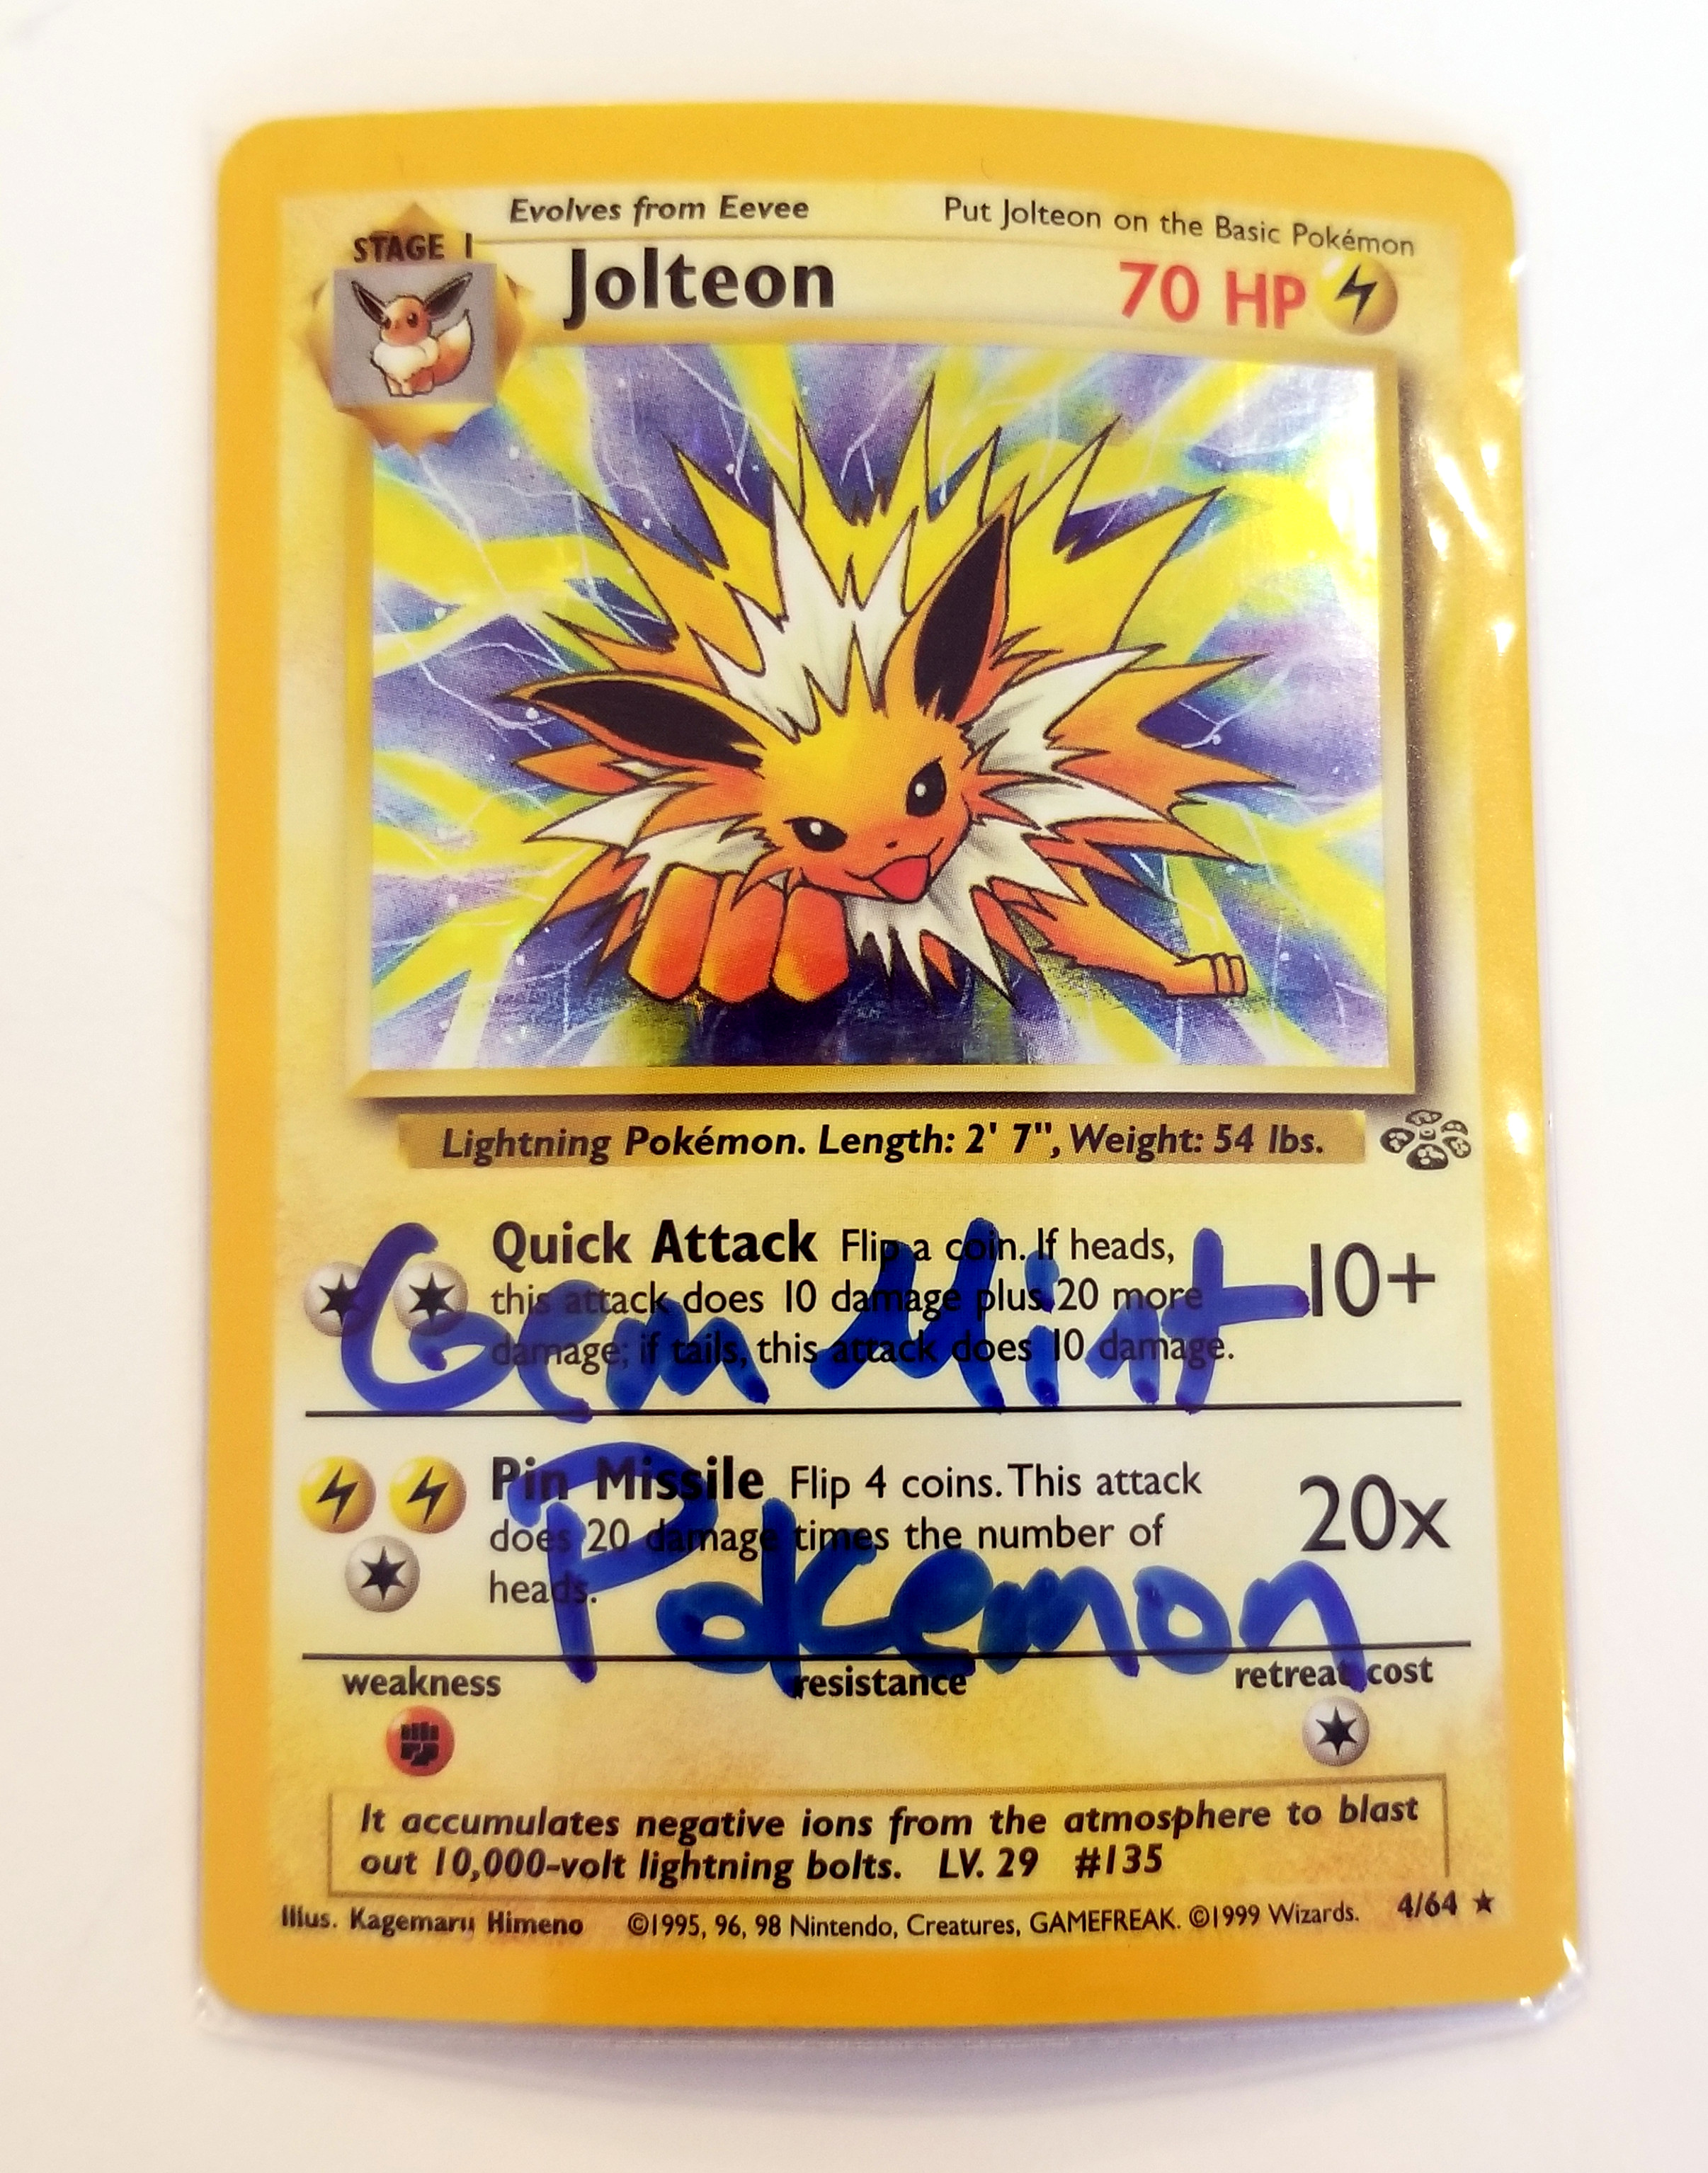 Evolves from Eevee Put Jolteon on the Basic Pokémon
STAGE 1
Jolteon 70 HP
Lightning Pokémon. Length: 2' 7", Weight: 54 lbs.
Quick Attack Flip a coin. If heads,
this attack does 10 damage plus 20 more
damage; if tails, this attack does 10 damage.
10+
Gem Mint
Pin Missile Flip 4 coins. This attack
does 20 damage times the number of
heads.
20x
Pokemon
weakness resistance retreat cost
It accumulates negative ions from the atmosphere to blast
out 10,000-volt lightning bolts. LV. 29 #135
Illus. Kagemaru Himeno ©1995, 96, 98 Nintendo, Creatures, GAMEFREAK. ©1999 Wizards. 4/64 ★